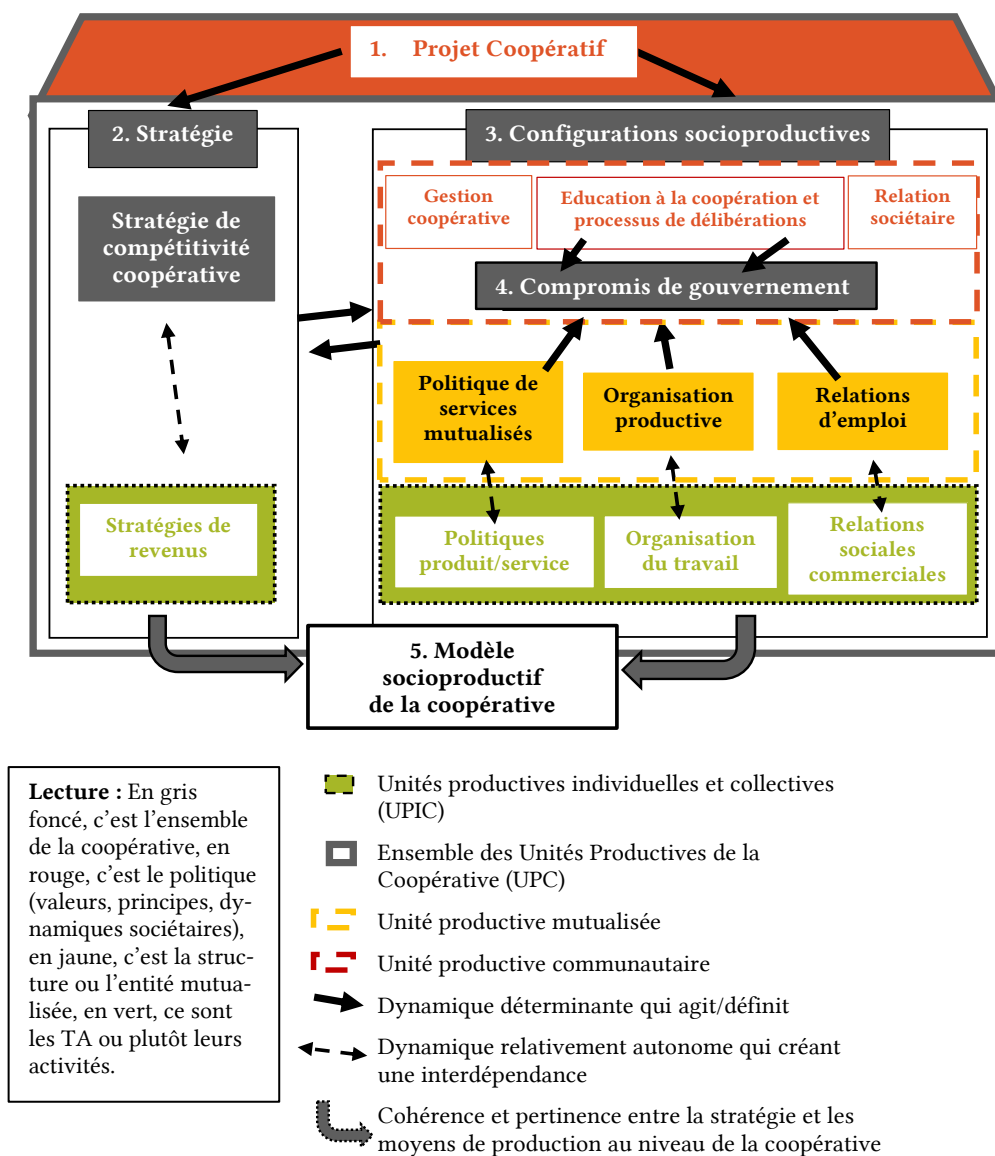 1. Projet Coopératif
2. Stratégie
3. Configurations socioproductives
Stratégie de
compétitivité
coopérative
Gestion
coopérative
Education à la coopération et
processus de délibérations
Relation
sociétaire
4. Compromis de gouvernement
Politique de
services
mutualisés
Organisation
productive
Relations
d’emploi
Stratégies de
revenus
Politiques
produit/service
Organisation
du travail
Relations
sociales
commerciales
5. Modèle
socioproductif
de la coopérative
Lecture : En gris
foncé, c’est l’ensemble
de la coopérative, en
rouge, c’est le politique
(valeurs, principes, dy-
namiques sociétaires),
en jaune, c’est la struc-
ture ou l’entité mutua-
lisée, en vert, ce sont
les TA ou plutôt leurs
activités.
Unités productives individuelles et collectives
(UPIC)
Ensemble des Unités Productives de la
Coopérative (UPC)
Unité productive mutualisée
Unité productive communautaire
Dynamique déterminante qui agit/définit
Dynamique relativement autonome qui créant
une interdépendance
Cohérence et pertinence entre la stratégie et les
moyens de production au niveau de la coopérative